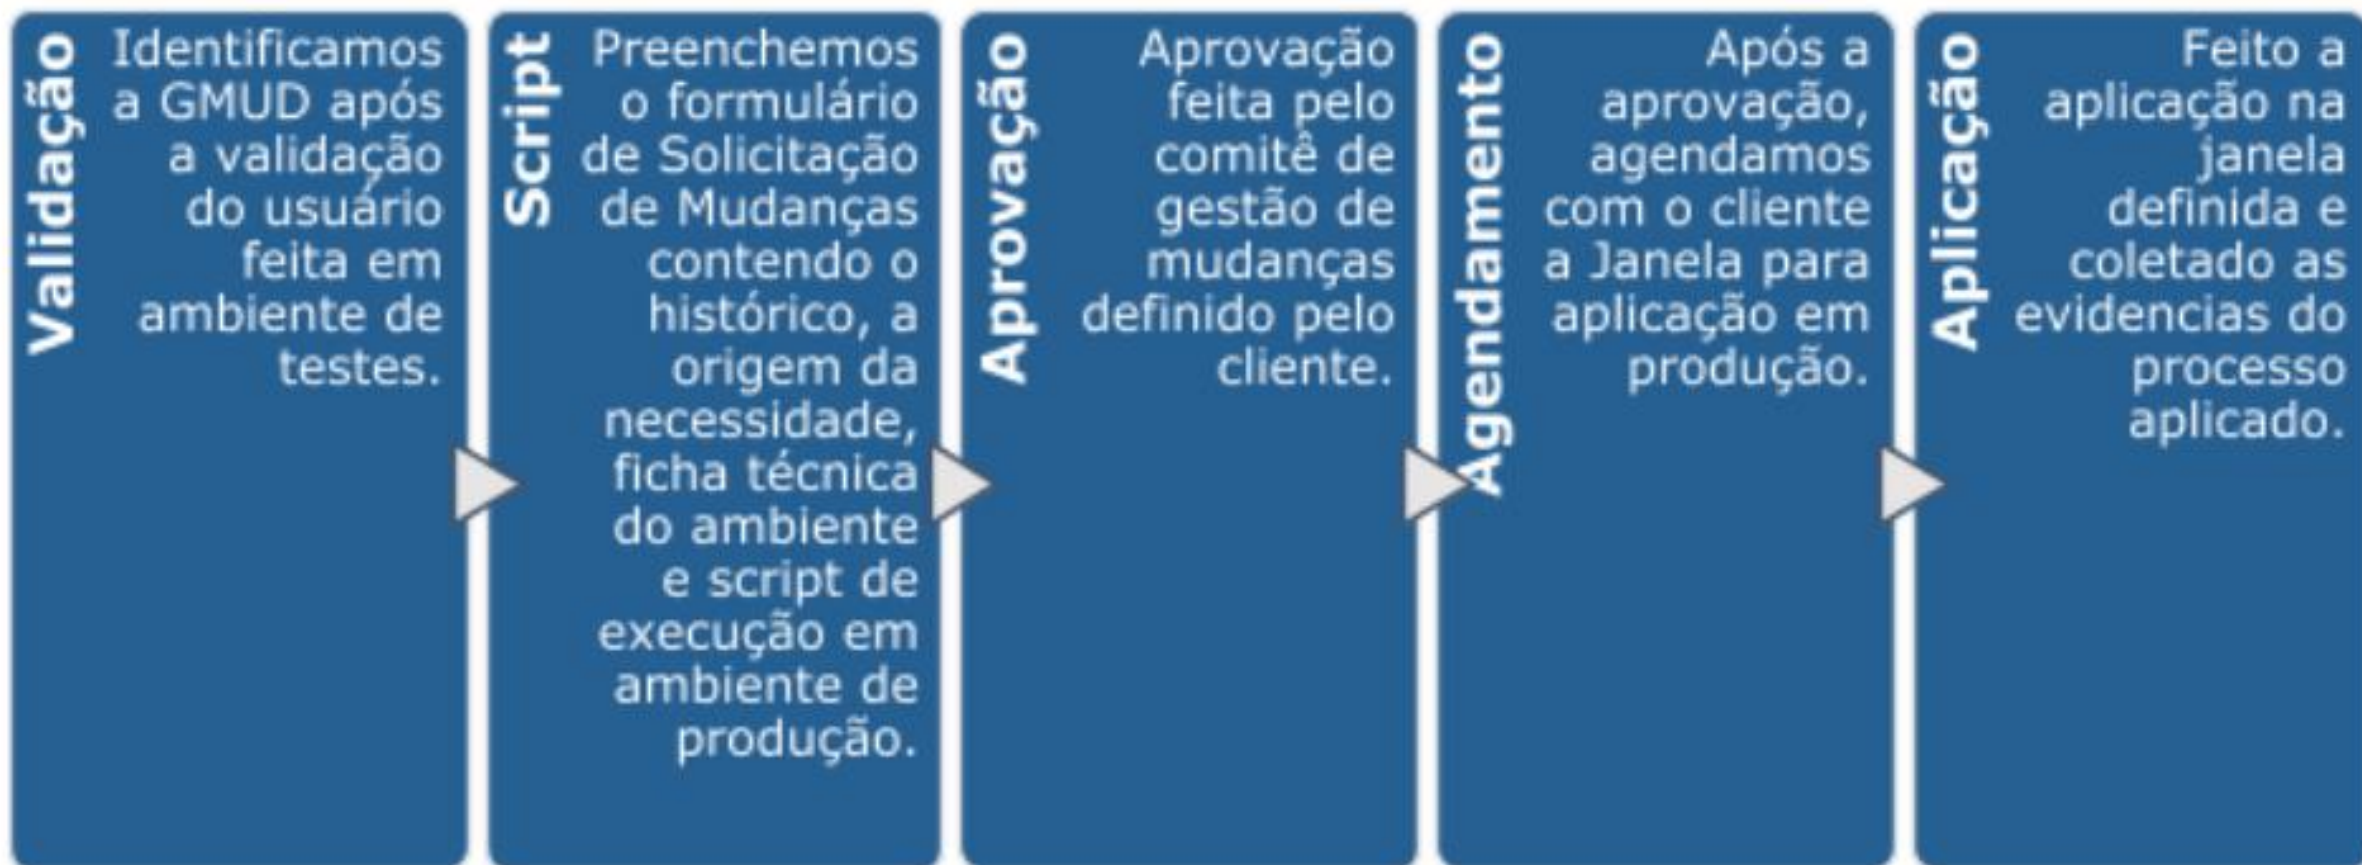 Validação
Identificamos
a GMUD após
a validação
do usuário
feita em
ambiente de
testes.
Script
Preenchemos
o formulário
de Solicitação
de Mudanças
contendo o
histórico, a
origem da
necessidade,
ficha técnica
do ambiente
e script de
execução em
ambiente de
produção.
Aprovação
Aprovação
feita pelo
comitê de
gestão de
mudanças
definido pelo
cliente.
Agendamento
Após a
aprovação,
agendamos
com o cliente
a Janela para
aplicação em
produção.
Aplicação
Feito a
aplicação na
janela
definida e
coletado as
evidencias do
processo
aplicado.